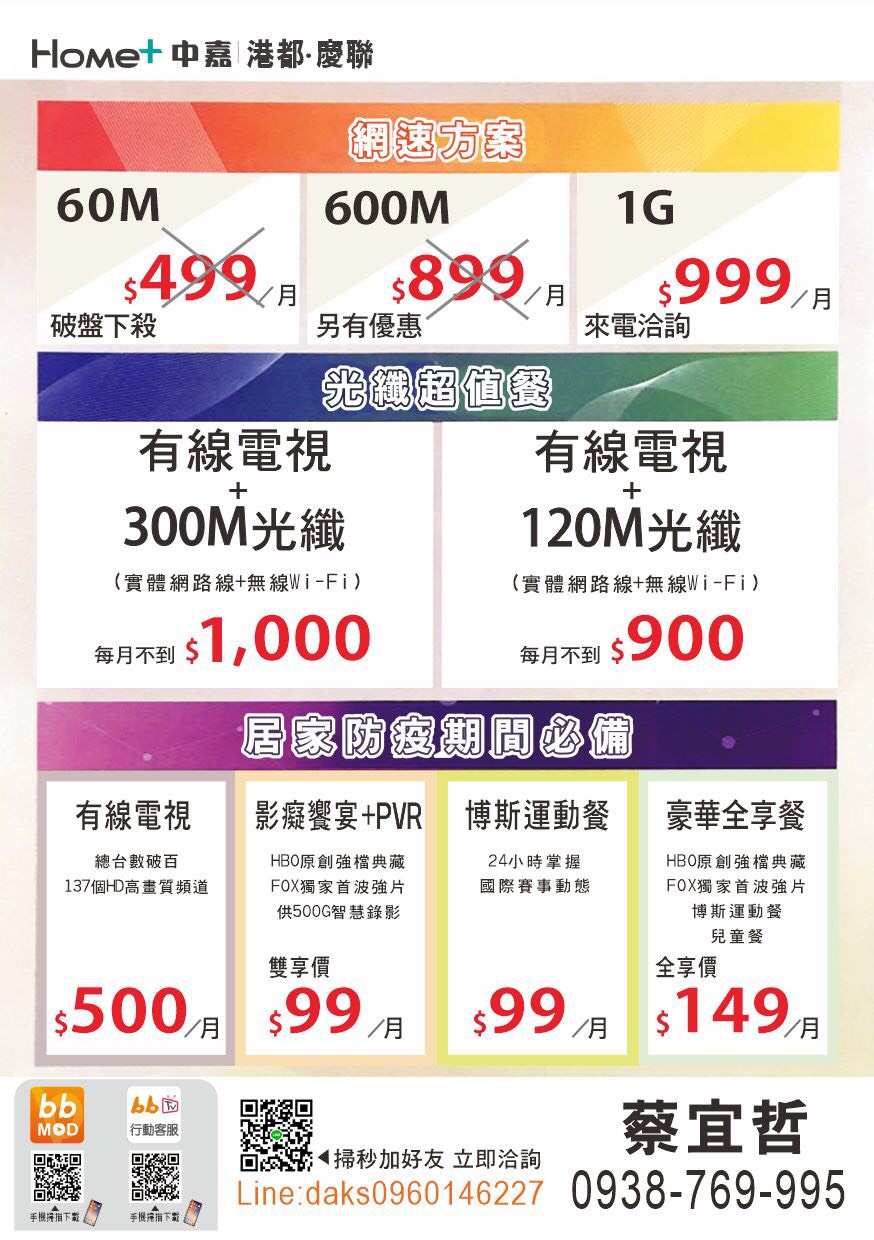 Home+ 中嘉 港都·慶聯
網速方案
60M
$499/月
破盤下殺
600M
$899/月
另有優惠
1G
$999/月
來電洽詢
光纖超值餐
有線電視
+
300M光纖
(實體網路線+無線Wi-Fi)
每月不到 $1,000
有線電視
+
120M光纖
(實體網路線+無線Wi-Fi)
每月不到 $900
居家防疫期間必備
有線電視
總台數破百
137個HD高畫質頻道
$500/月
影癡饗宴+PVR
HBO原創強檔典藏
FOX獨家首波強片
供500G智慧錄影
雙享價
$99/月
博斯運動餐
24小時掌握
國際賽事動態
$99/月
豪華全享餐
HBO原創強檔典藏
FOX獨家首波強片
博斯運動餐
兒童餐
全享價
$149/月
bb
MOD
手機掃描下載
bb TV
行動客服
手機掃描下載
掃秒加好友 立即洽詢
Line:daks0960146227
蔡宜哲
0938-769-995